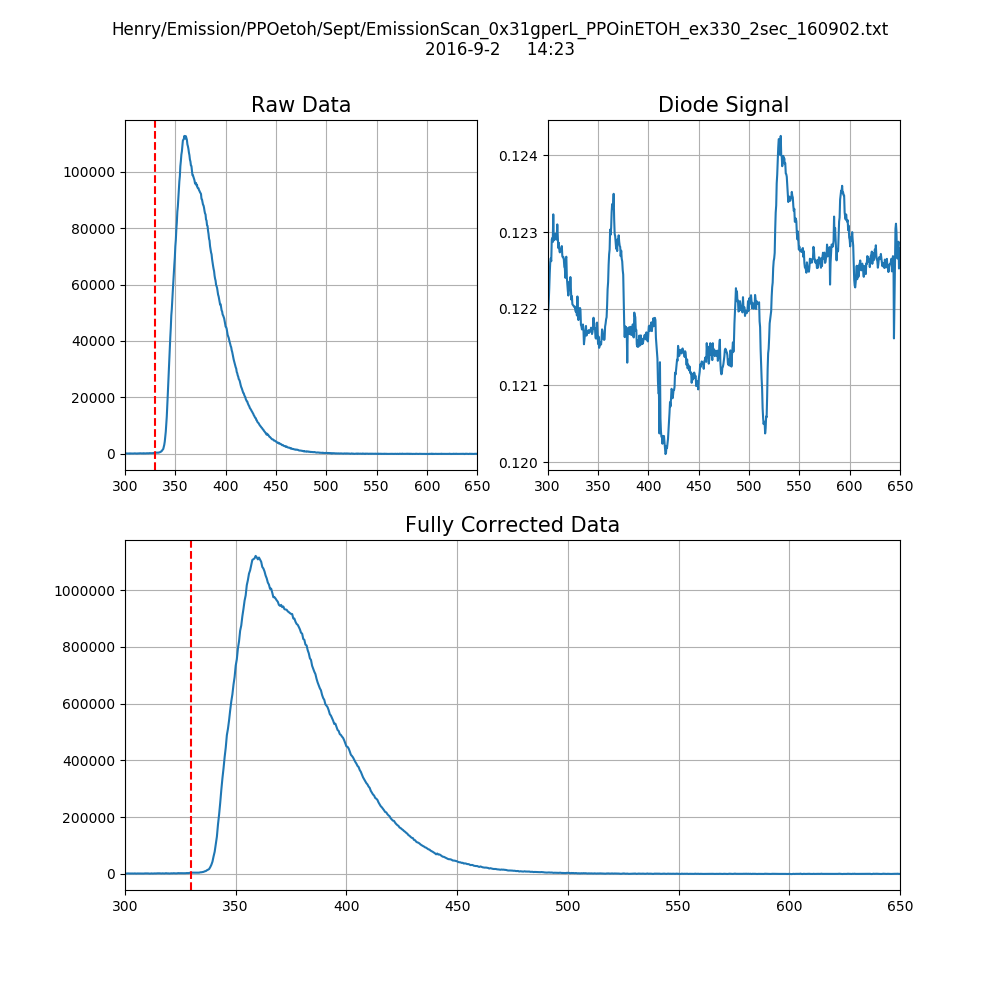 Henry/Emission/PPOetoh/Sept/EmissionScan_0x31gperL_PPOinETOH_ex330_2sec_160902.txt
2016-9-2 14:23
Raw Data
100000
80000
60000
40000
20000
0
300 350 400 450 500 550 600 650
Diode Signal
0.124
0.123
0.122
0.121
0.120
300 350 400 450 500 550 600 650
Fully Corrected Data
1000000
800000
600000
400000
200000
0
300 350 400 450 500 550 600 650